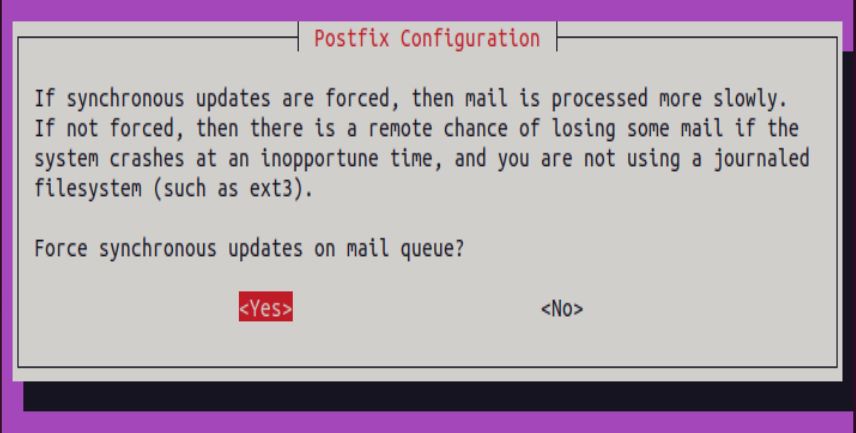 Postfix Configuration
If synchronous updates are forced, then mail is processed more slowly.
If not forced, then there is a remote chance of losing some mail if the
system crashes at an inopportune time, and you are not using a journaled
filesystem (such as ext3).
Force synchronous updates on mail queue?
<Yes> <No>